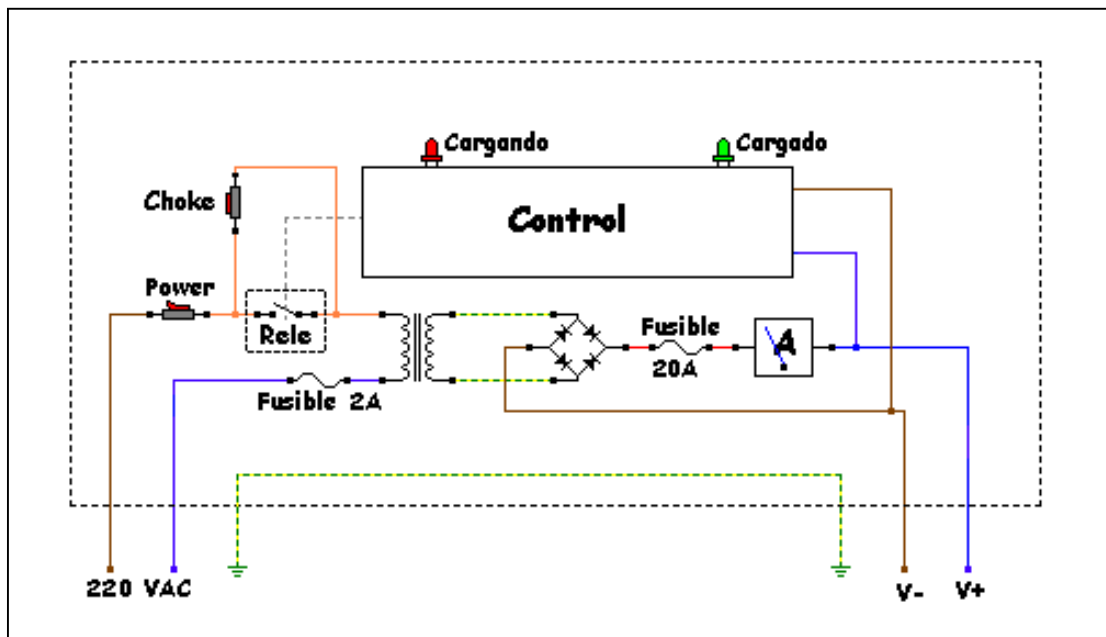 Cargando
Cargado
Choke
Control
Power
Rele
Fusible
20A
A
Fusible 2A
220 VAC
V-
V+